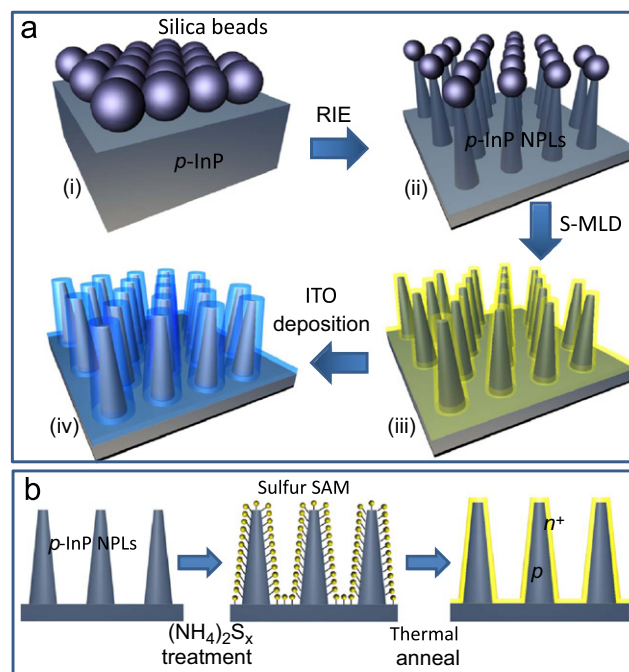 a
Silica beads
RIE
p-InP
p-InP NPLs
(i)
(ii)
S-MLD
ITO
deposition
(iv)
(iii)
b
Sulfur SAM
p-InP NPLs
n+
p
(NH4)2Sx
treatment
Thermal
anneal